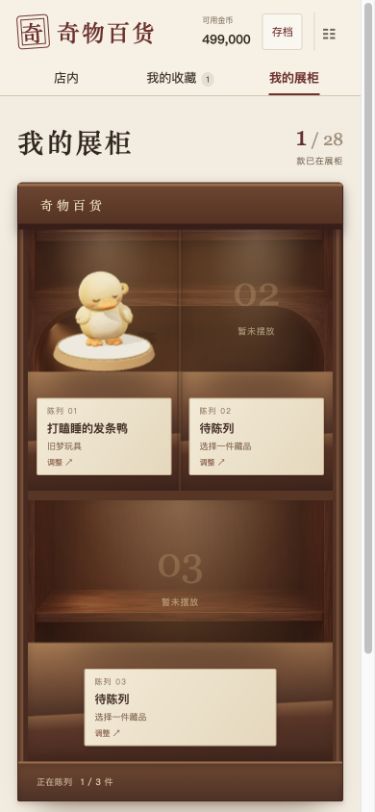 奇 奇物百货
可用金币
499,000
存档
店内
我的收藏 1
我的展柜
我的展柜
1 / 28
款已在展柜
奇物百货
02
暂未摆放
陈列 01
打瞌睡的发条鸭
旧梦玩具
调整 ↗
陈列 02
待陈列
选择一件藏品
调整 ↗
03
暂未摆放
陈列 03
待陈列
选择一件藏品
调整 ↗
正在陈列 1 / 3 件